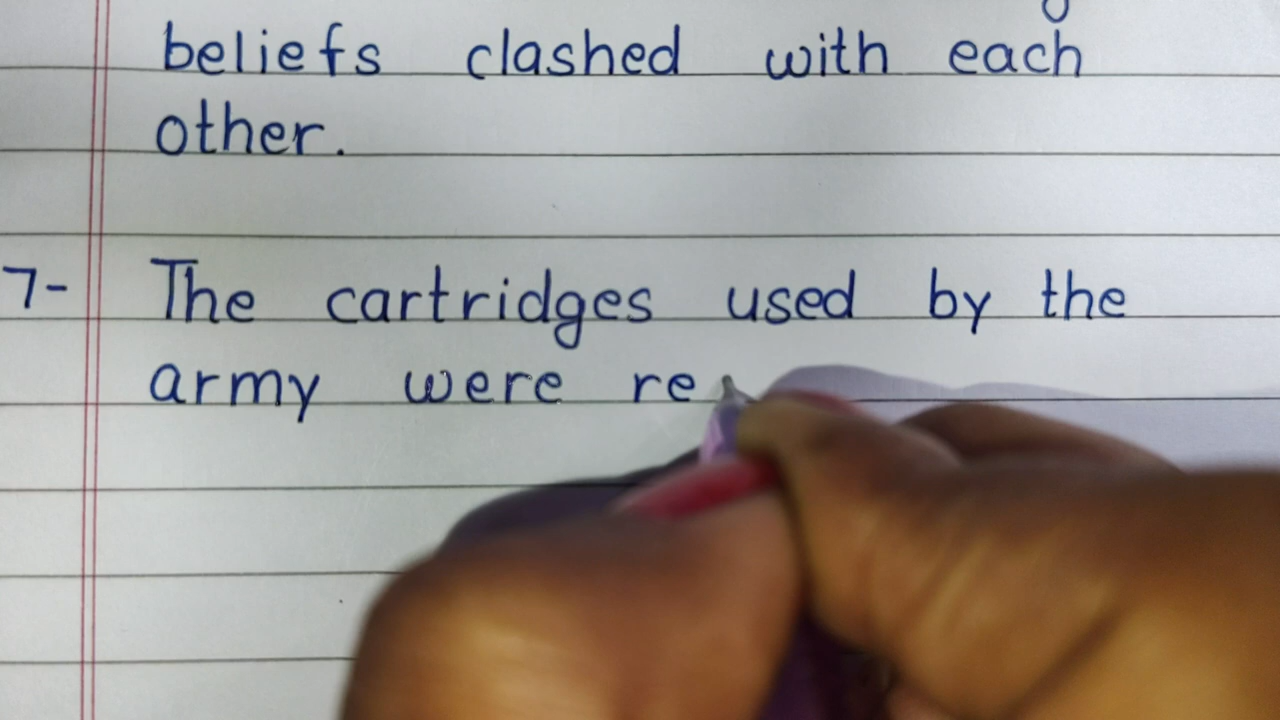 beliefs clashed with each
other.
7- The cartridges used by the
army were re